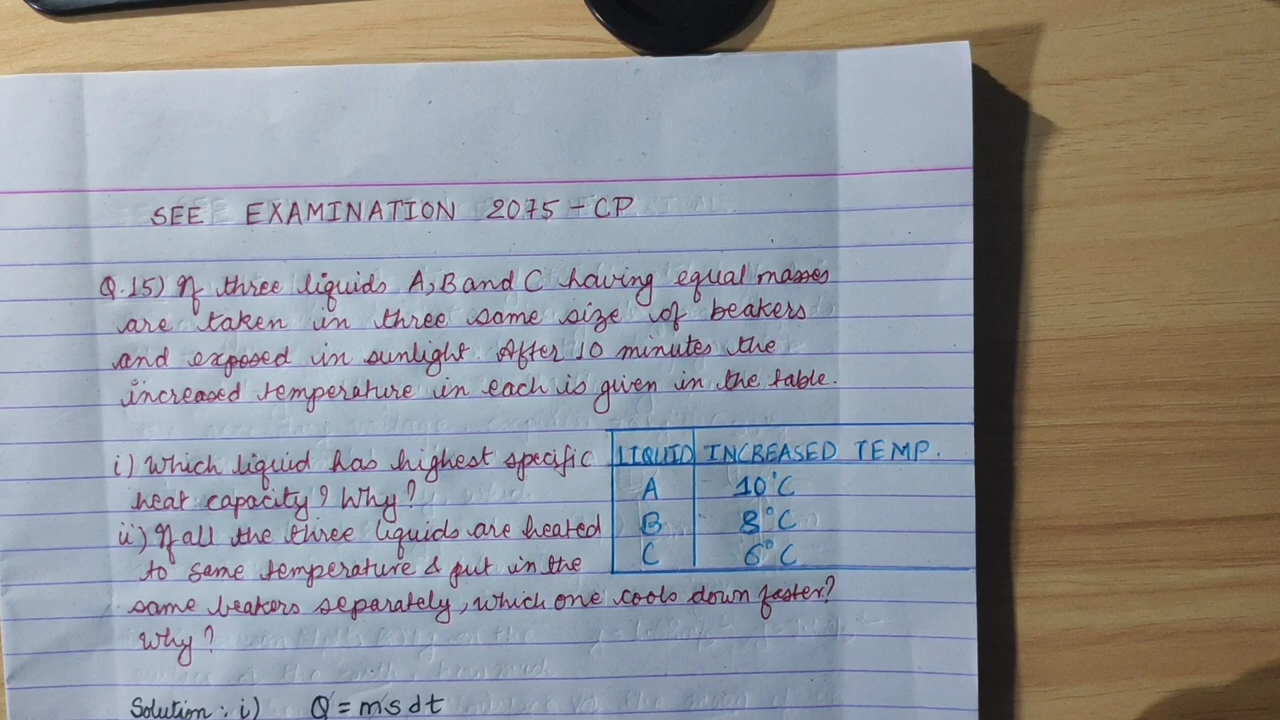 SEE EXAMINATION 2075 - CP
Q.15) If three liquids A, B and C having equal masses
are taken in three same size of beakers
and exposed in sunlight. After 10 minutes the
increased temperature in each is given in the table.
i) Which liquid has highest specific
heat capacity? Why?
ii) If all the three liquids are heated
to same temperature & put in the
same beakers separately, which one cools down faster?
Why?
LIQUID INCREASED TEMP.
A 10°C
B 8°C
C 6°C
Solution: i) Q = msdt